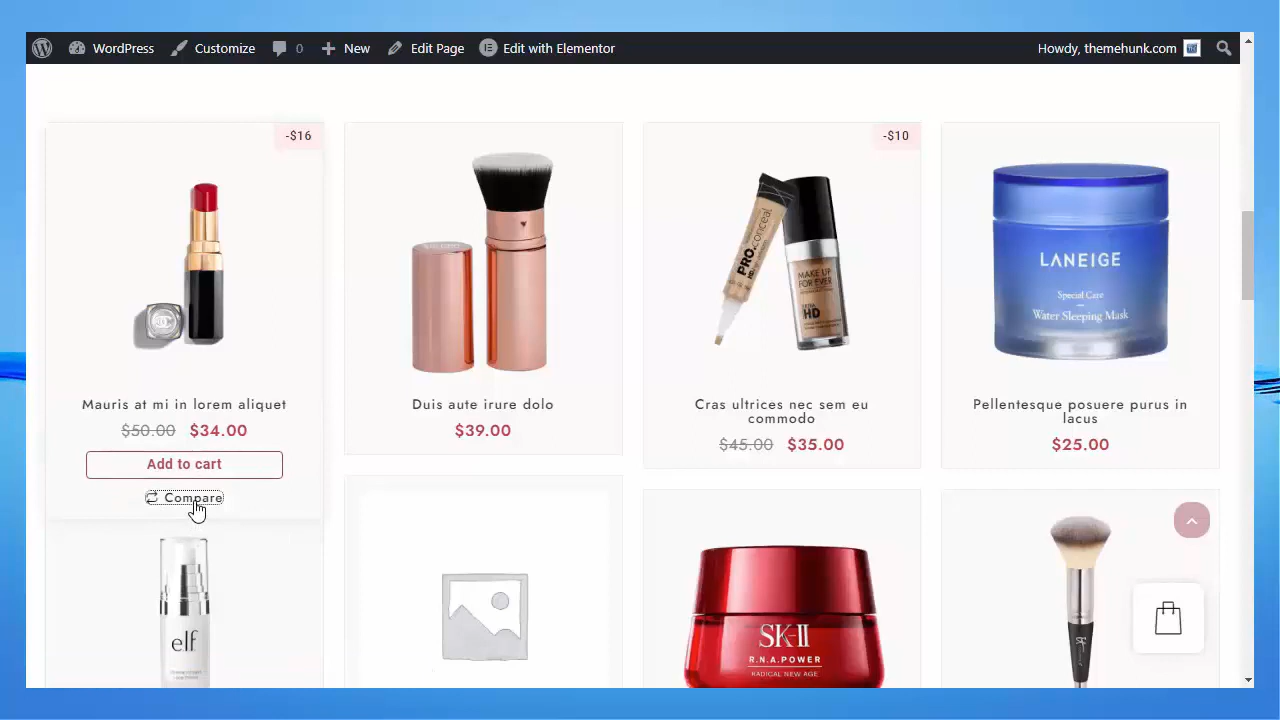 WordPress Customize 0 New Edit Page Edit with Elementor Howdy, themehunk.com
-$16
-$10
PRO.conceal
HD
MAKE UP
FOR EVER
HD
LANEIGE
Special Care
Water Sleeping Mask
Mauris at mi in lorem aliquet
$50.00 $34.00
Add to cart
Compare
Duis aute irure dolo
$39.00
Cras ultrices nec sem eu
commodo
$45.00 $35.00
Pellentesque posuere purus in
lacus
$25.00
e.l.f.
SK-II
R.N.A.POWER
RADICAL NEW AGE